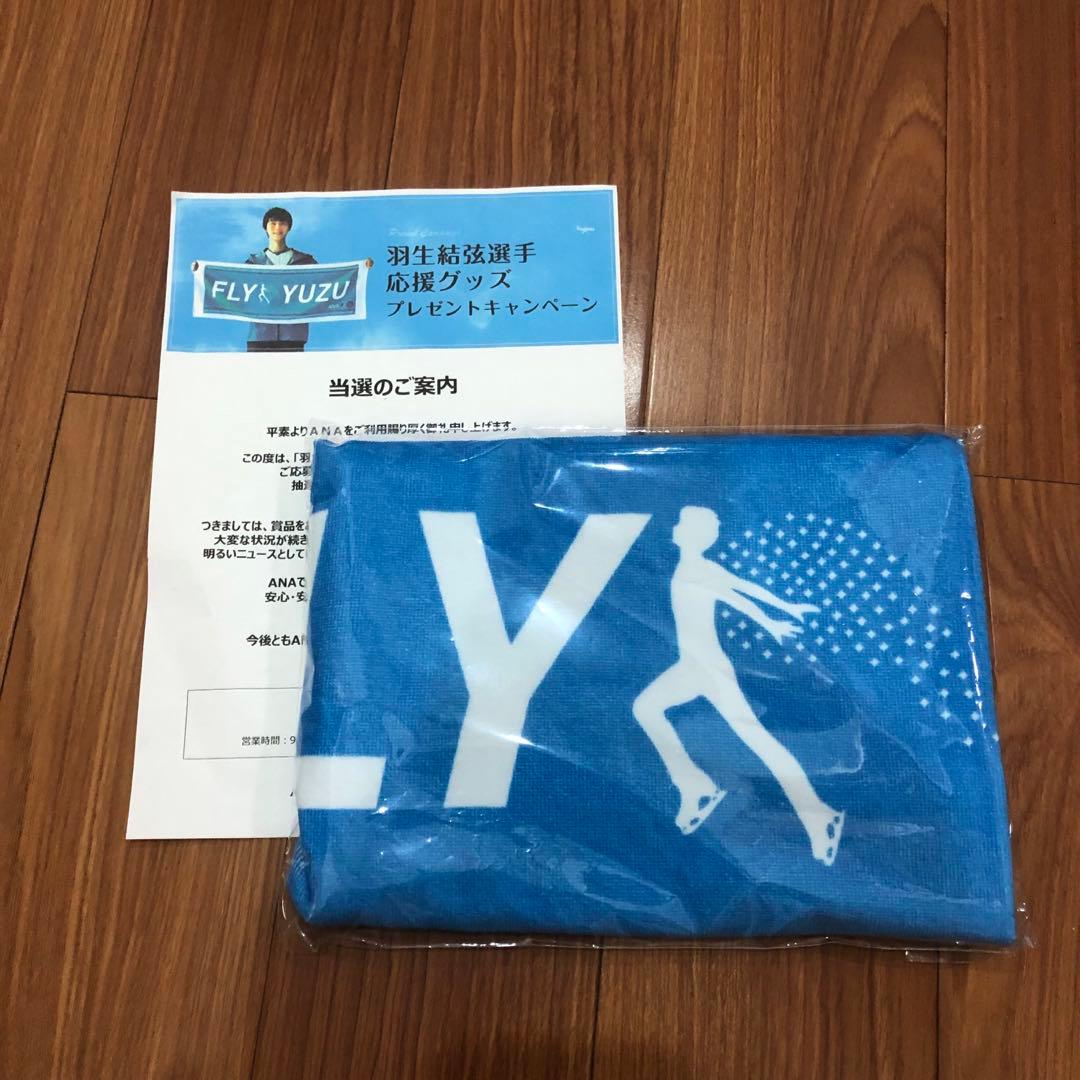 羽生結弦選手
応援グッズ
プレゼントキャンペーン
FLY YUZU
当選のご案内
平素よりANAをご利用賜り厚く御礼申し上げます。
この度は、「羽
ご応募
抽選
つきましては、賞品を
大変な状況が続き
明るいニュースとして
ANAで
安心・安
今後ともAN
営業時間：9
LY